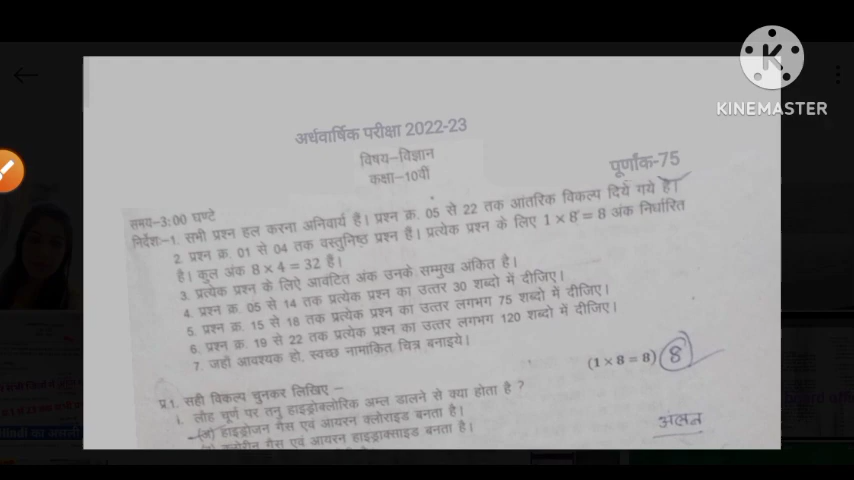 KINEMASTER
अर्धवार्षिक परीक्षा 2022-23
विषय–विज्ञान
कक्षा–10वीं
पूर्णांक-75
समय–3:00 घण्टे
निर्देशः–1. सभी प्रश्न हल करना अनिवार्य है। प्रश्न क्र. 05 से 22 तक आंतरिक विकल्प दिये गये है।
2. प्रश्न क्र. 01 से 04 तक वस्तुनिष्ठ प्रश्न है। प्रत्येक प्रश्न के लिए 1 × 8 = 8 अंक निर्धारित
है। कुल अंक 8 × 4 = 32 है।
3. प्रत्येक प्रश्न के लिऐ आवंटित अंक उनके सम्मुख अंकित है।
4. प्रश्न क्र. 05 से 14 तक प्रत्येक प्रश्न का उत्तर 30 शब्दो में दीजिए।
5. प्रश्न क्र. 15 से 18 तक प्रत्येक प्रश्न का उत्तर लगभग 75 शब्दो में दीजिए।
6. प्रश्न क्र. 19 से 22 तक प्रत्येक प्रश्न का उत्तर लगभग 120 शब्दो में दीजिए।
7. जहाँ आवश्यक हो, स्वच्छ नामांकित चित्र बनाइये।
(1 × 8 = 8) 8
प्र.1. सही विकल्प चुनकर लिखिए –
i. लौह चूर्ण पर तनु हाइड्रोक्लोरिक अम्ल डालने से क्या होता है ?
(अ) हाइड्रोजन गैस एवं आयरन क्लोराइड बनता है।
क्लोरीन गैस एवं आयरन हाइड्राक्साइड बनता है।
अलन